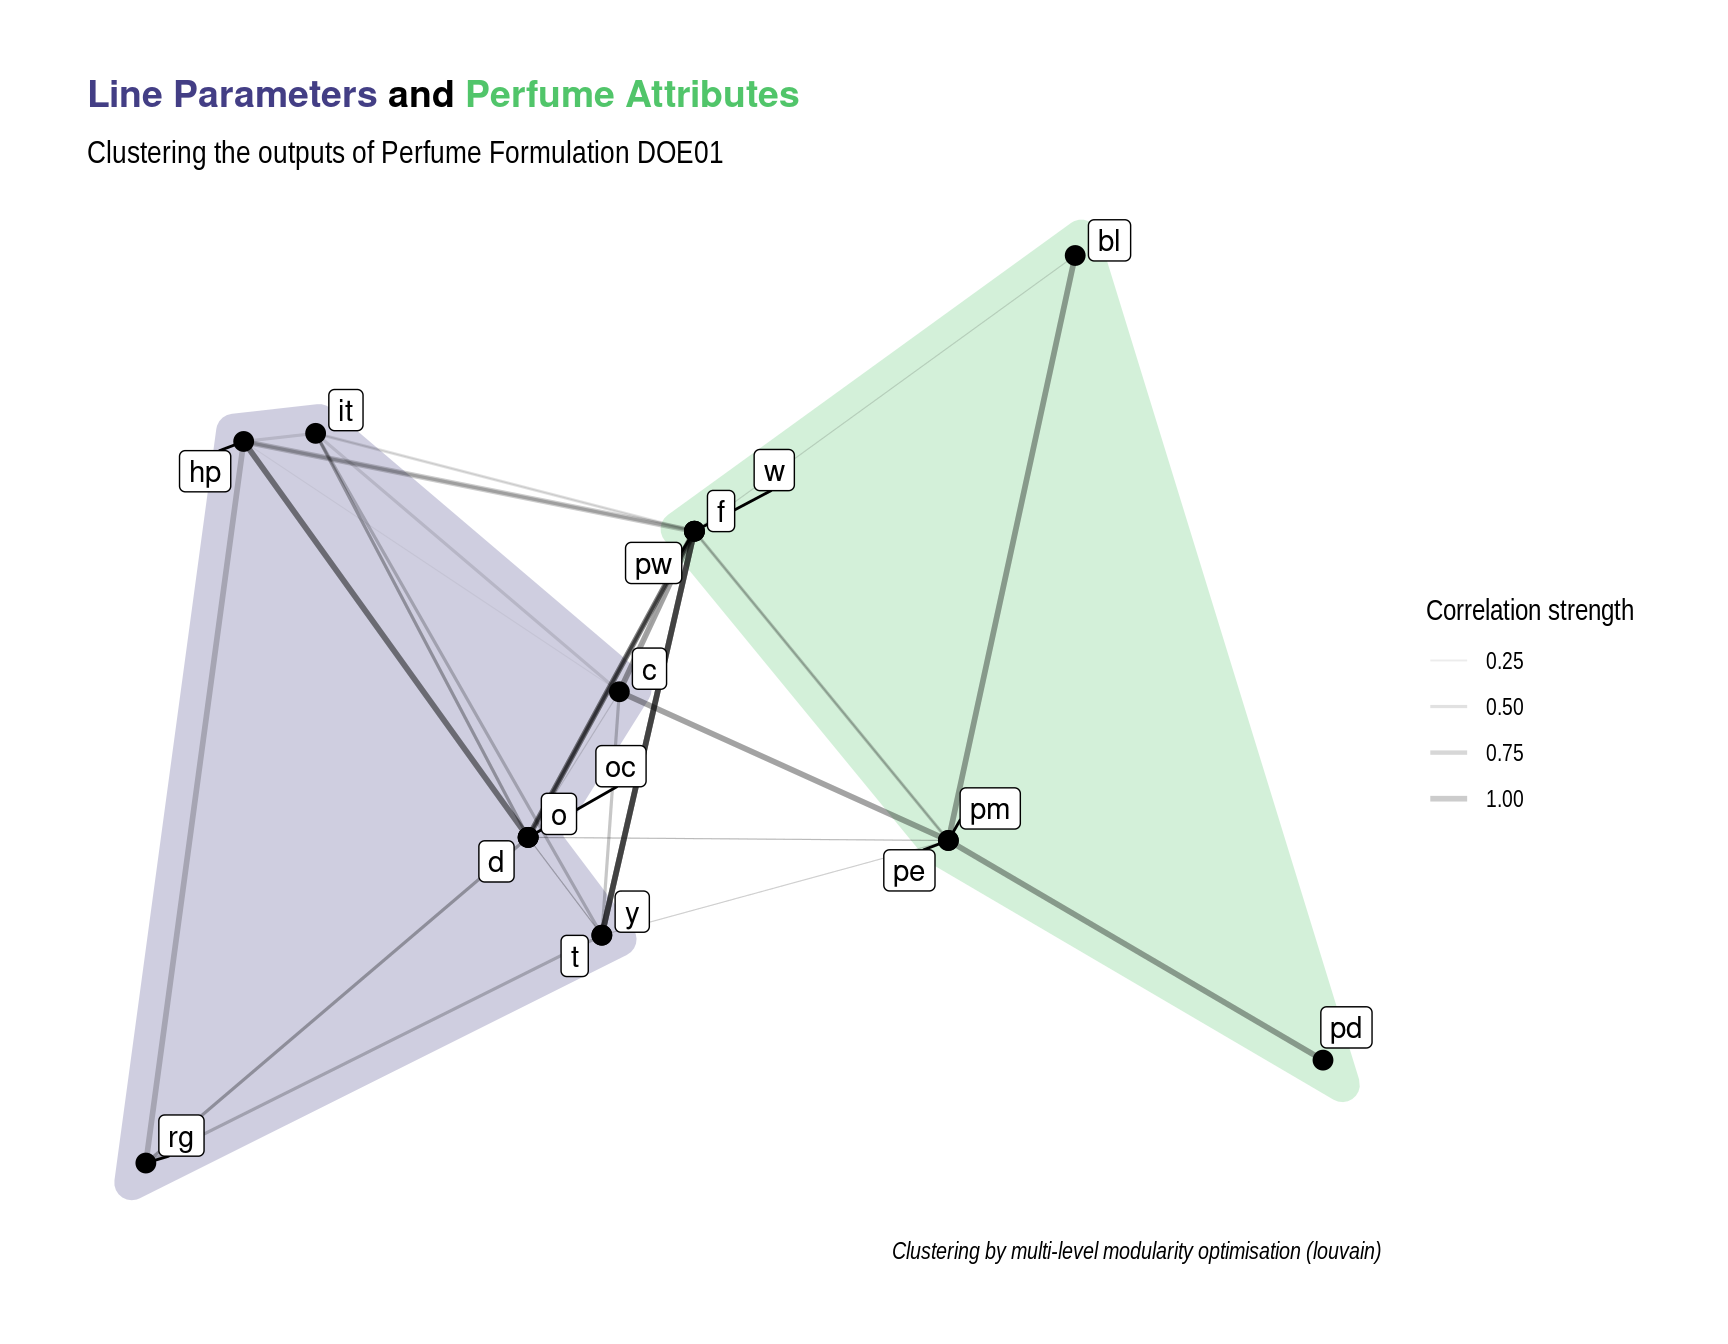 Line Parameters and Perfume Attributes
Clustering the outputs of Perfume Formulation DOE01
bl
it
hp
w
f
pw
c
oc
o
d
pm
pe
y
t
pd
rg
Correlation strength
0.25
0.50
0.75
1.00
Clustering by multi-level modularity optimisation (louvain)